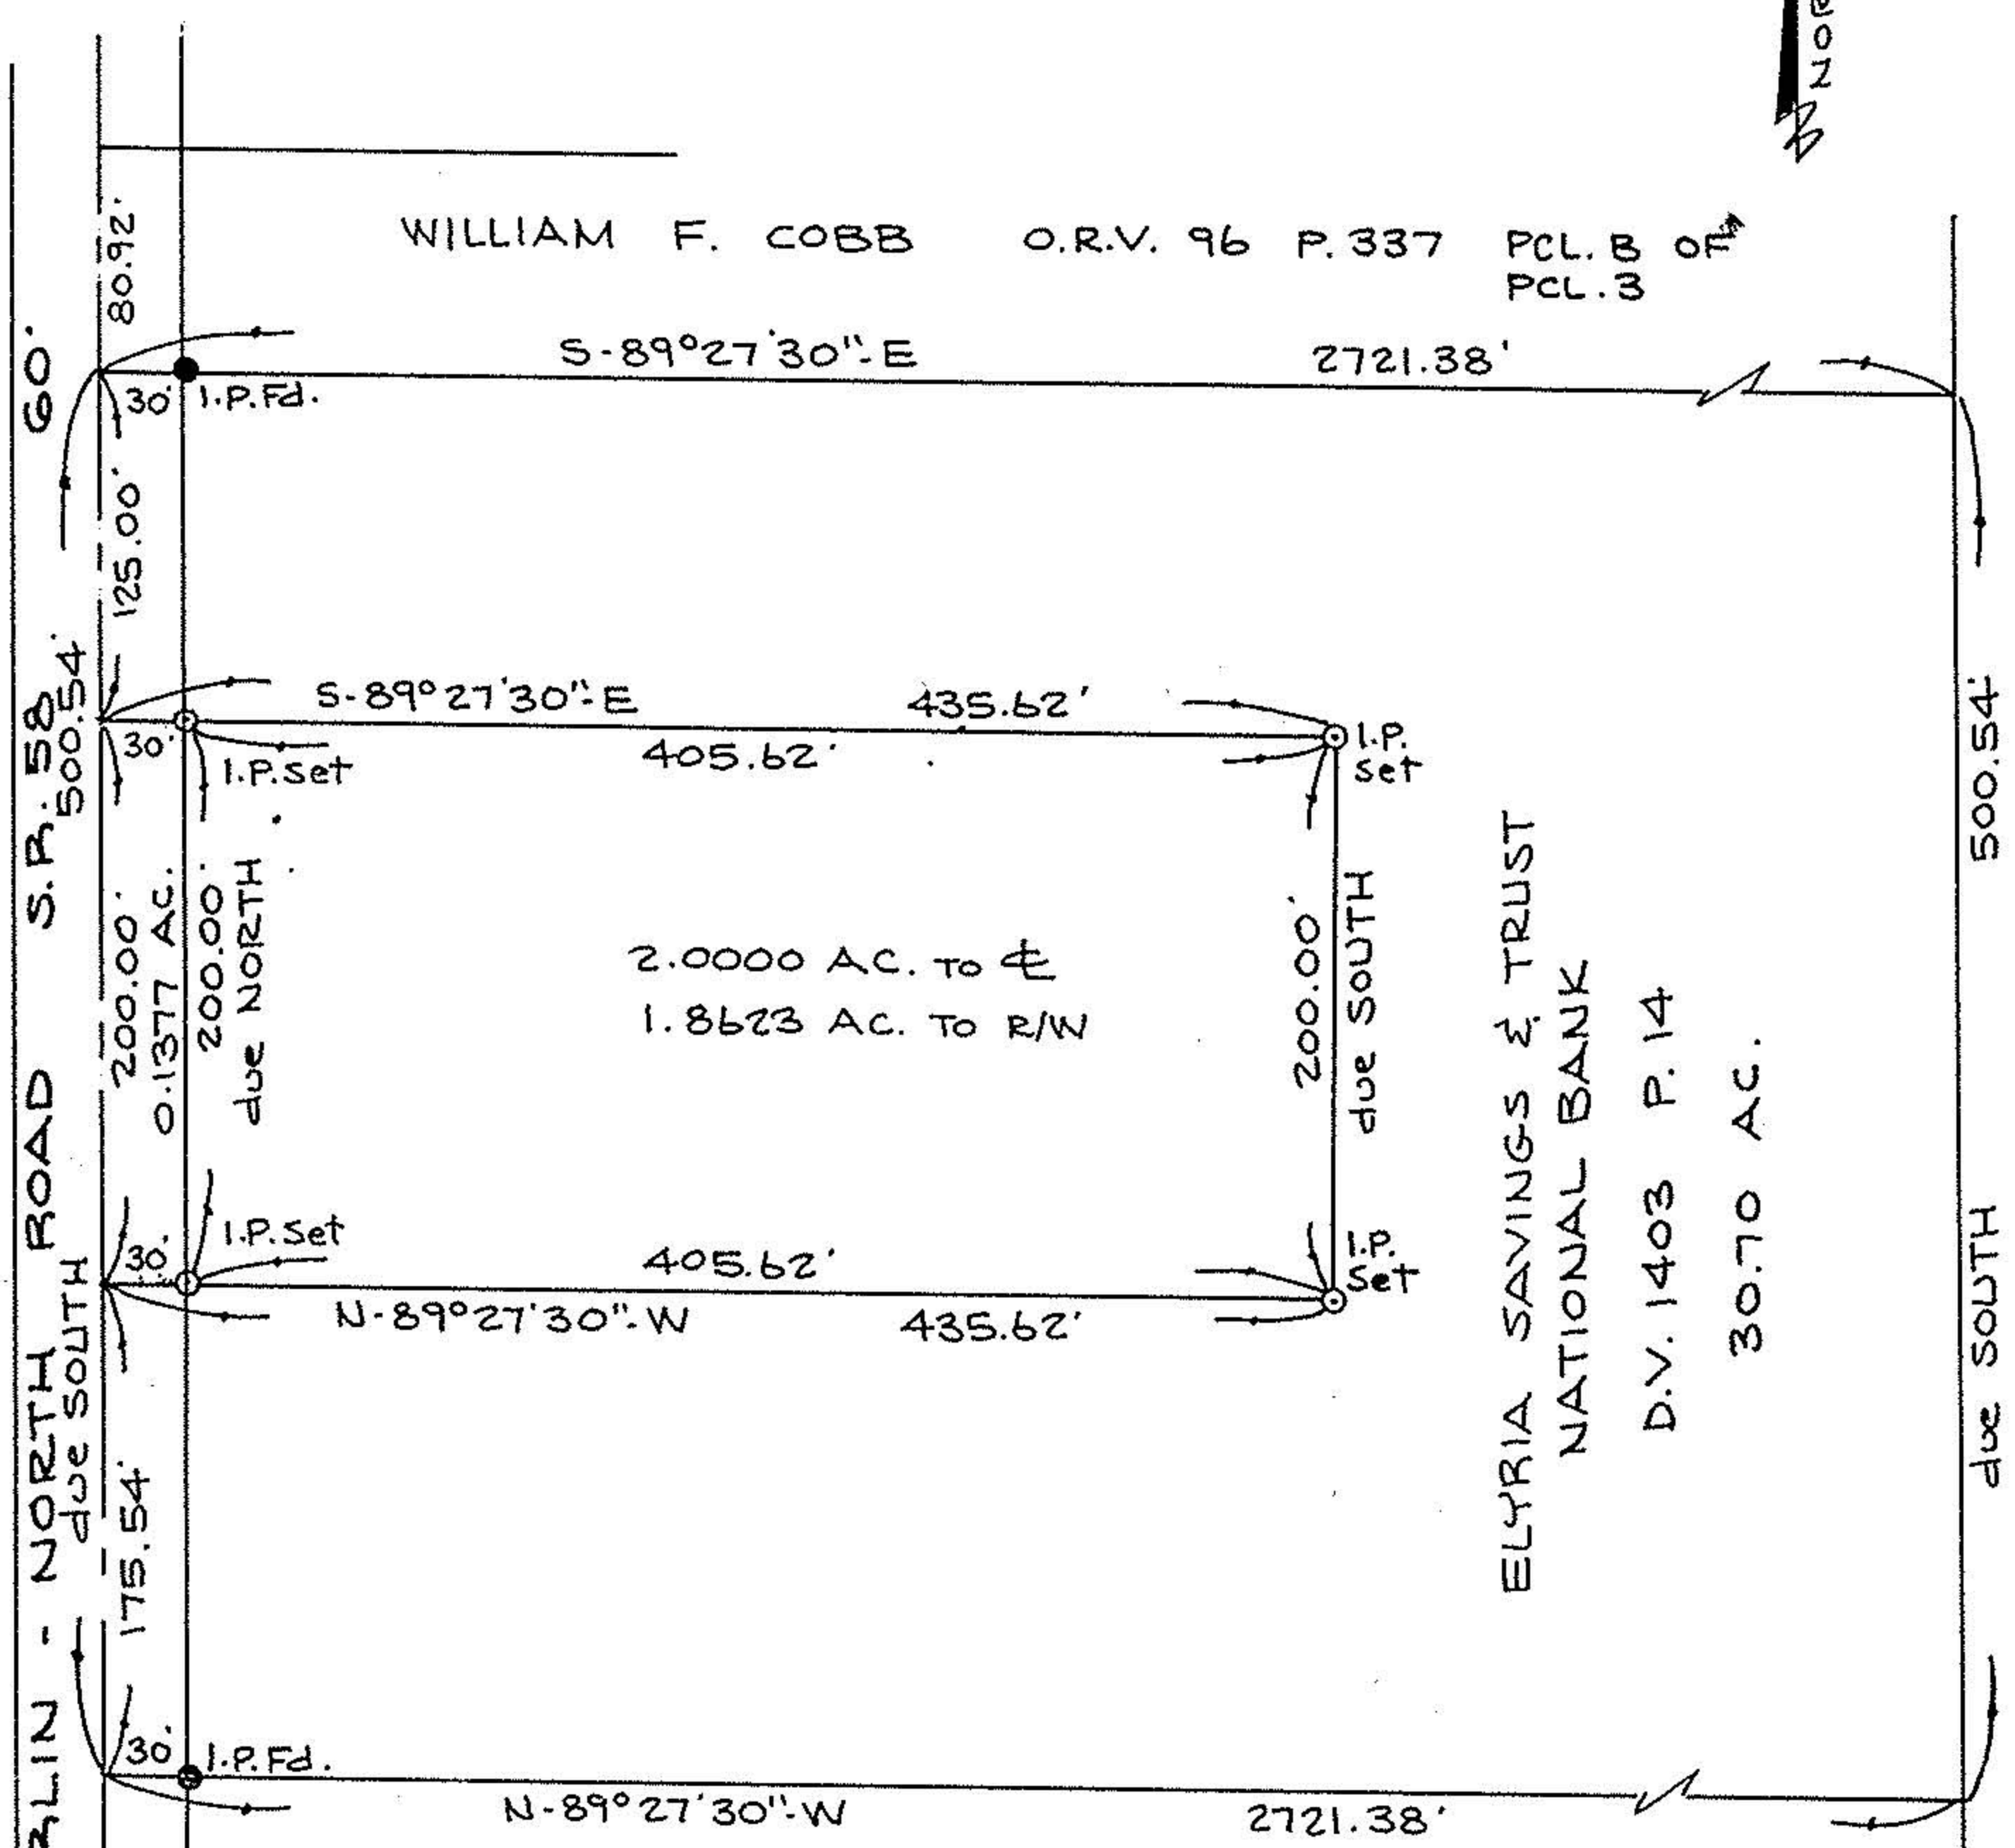 NOR
WILLIAM F. COBB O.R.V. 96 P. 337 PCL. B OF
PCL. 3
80.92'
60'
S-89°27'30"-E 2721.38'
30' I.P.Fd.
125.00'
S.R. 58
500.54'
S-89°27'30"-E 435.62'
30' I.P.Set
405.62'
I.P.
Set
200.00'
0.1377 AC.
200.00'
due NORTH
2.0000 AC. TO ℄
1.8623 AC. TO R/W
200.00'
due SOUTH
ELYRIA SAVINGS & TRUST
NATIONAL BANK
D.V. 1403 P. 14
30.70 AC.
500.54'
due SOUTH
RLIN - NORTH ROAD
due SOUTH
30' I.P.Set
405.62'
I.P.
Set
N-89°27'30"-W 435.62'
175.54'
30' I.P.Fd.
N-89°27'30"-W 2721.38'